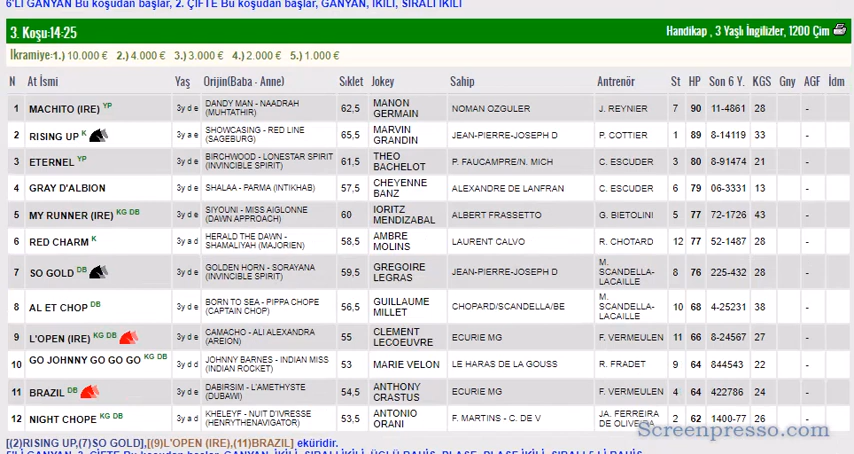 6'LI GANYAN Bu koşudan başlar, 2. ÇİFTE Bu koşudan başlar, GANYAN, İKİLİ, SIRALI İKİLİ
3. Koşu:14:25 Handikap , 3 Yaşlı İngilizler, 1200 Çim
İkramiye:1.) 10.000 € 2.) 4.000 € 3.) 3.000 € 4.) 2.000 € 5.) 1.000 €
N At İsmi Yaş Orijin(Baba - Anne) Sıklet Jokey Sahip Antrenör St HP Son 6 Y. KGS Gny AGF İdm
1 MACHITO (IRE) YP 3y d e DANDY MAN - NAADRAH (MUHTATHIR) 62,5 MANON GERMAIN NOMAN OZGULER J. REYNIER 7 90 11-4861 28 -
2 RISING UP K 3y a e SHOWCASING - RED LINE (SAGEBURG) 65,5 MARVIN GRANDIN JEAN-PIERRE-JOSEPH D P. COTTIER 1 89 8-14119 33 -
3 ETERNEL YP 3y d e BIRCHWOOD - LONESTAR SPIRIT (INVINCIBLE SPIRIT) 61,5 THEO BACHELOT P. FAUCAMPRE/N. MICH C. ESCUDER 3 80 8-91474 21 -
4 GRAY D'ALBION 3y d e SHALAA - PARMA (INTIKHAB) 57,5 CHEYENNE BANZ ALEXANDRE DE LANFRAN C. ESCUDER 6 79 06-3331 13 -
5 MY RUNNER (IRE) KG DB 3y d e SIYOUNI - MISS AIGLONNE (DAWN APPROACH) 60 IORITZ MENDIZABAL ALBERT FRASSETTO G. BIETOLINI 5 77 72-1726 43 -
6 RED CHARM K 3y a d HERALD THE DAWN - SHAMALIYAH (MAJORIEN) 58,5 AMBRE MOLINS LAURENT CALVO R. CHOTARD 12 77 52-1487 28 -
7 SO GOLD DB 3y d e GOLDEN HORN - SORAYANA (INVINCIBLE SPIRIT) 59,5 GREGOIRE LEGRAS JEAN-PIERRE-JOSEPH D M. SCANDELLA-LACAILLE 8 76 225-432 28 -
8 AL ET CHOP DB 3y d e BORN TO SEA - PIPPA CHOPE (CAPTAIN CHOP) 56,5 GUILLAUME MILLET CHOPARD/SCANDELLA/BE M. SCANDELLA-LACAILLE 10 68 4-25231 38 -
9 L'OPEN (IRE) KG DB 3y d e CAMACHO - ALI ALEXANDRA (AREION) 55 CLEMENT LECOEUVRE ECURIE MG F. VERMEULEN 11 66 8-24567 27 -
10 GO JOHNNY GO GO GO KG DB 3y d d JOHNNY BARNES - INDIAN MISS (INDIAN ROCKET) 53 MARIE VELON LE HARAS DE LA GOUSS R. FRADET 9 64 844543 22 -
11 BRAZIL DB 3y d e DABIRSIM - L'AMETHYSTE (DUBAWI) 54,5 ANTHONY CRASTUS ECURIE MG F. VERMEULEN 4 64 422786 24 -
12 NIGHT CHOPE KG DB 3y a d KHELEYF - NUIT D'IVRESSE (HENRYTHENAVIGATOR) 53,5 ANTONIO ORANI F. MARTINS - C. DE V JA. FERREIRA DE OLIVEIRA 2 62 1400-77 26 -
Screenpresso.com
[(2)RISING UP,(7)SO GOLD],[(9)L'OPEN (IRE),(11)BRAZIL] eküridir.